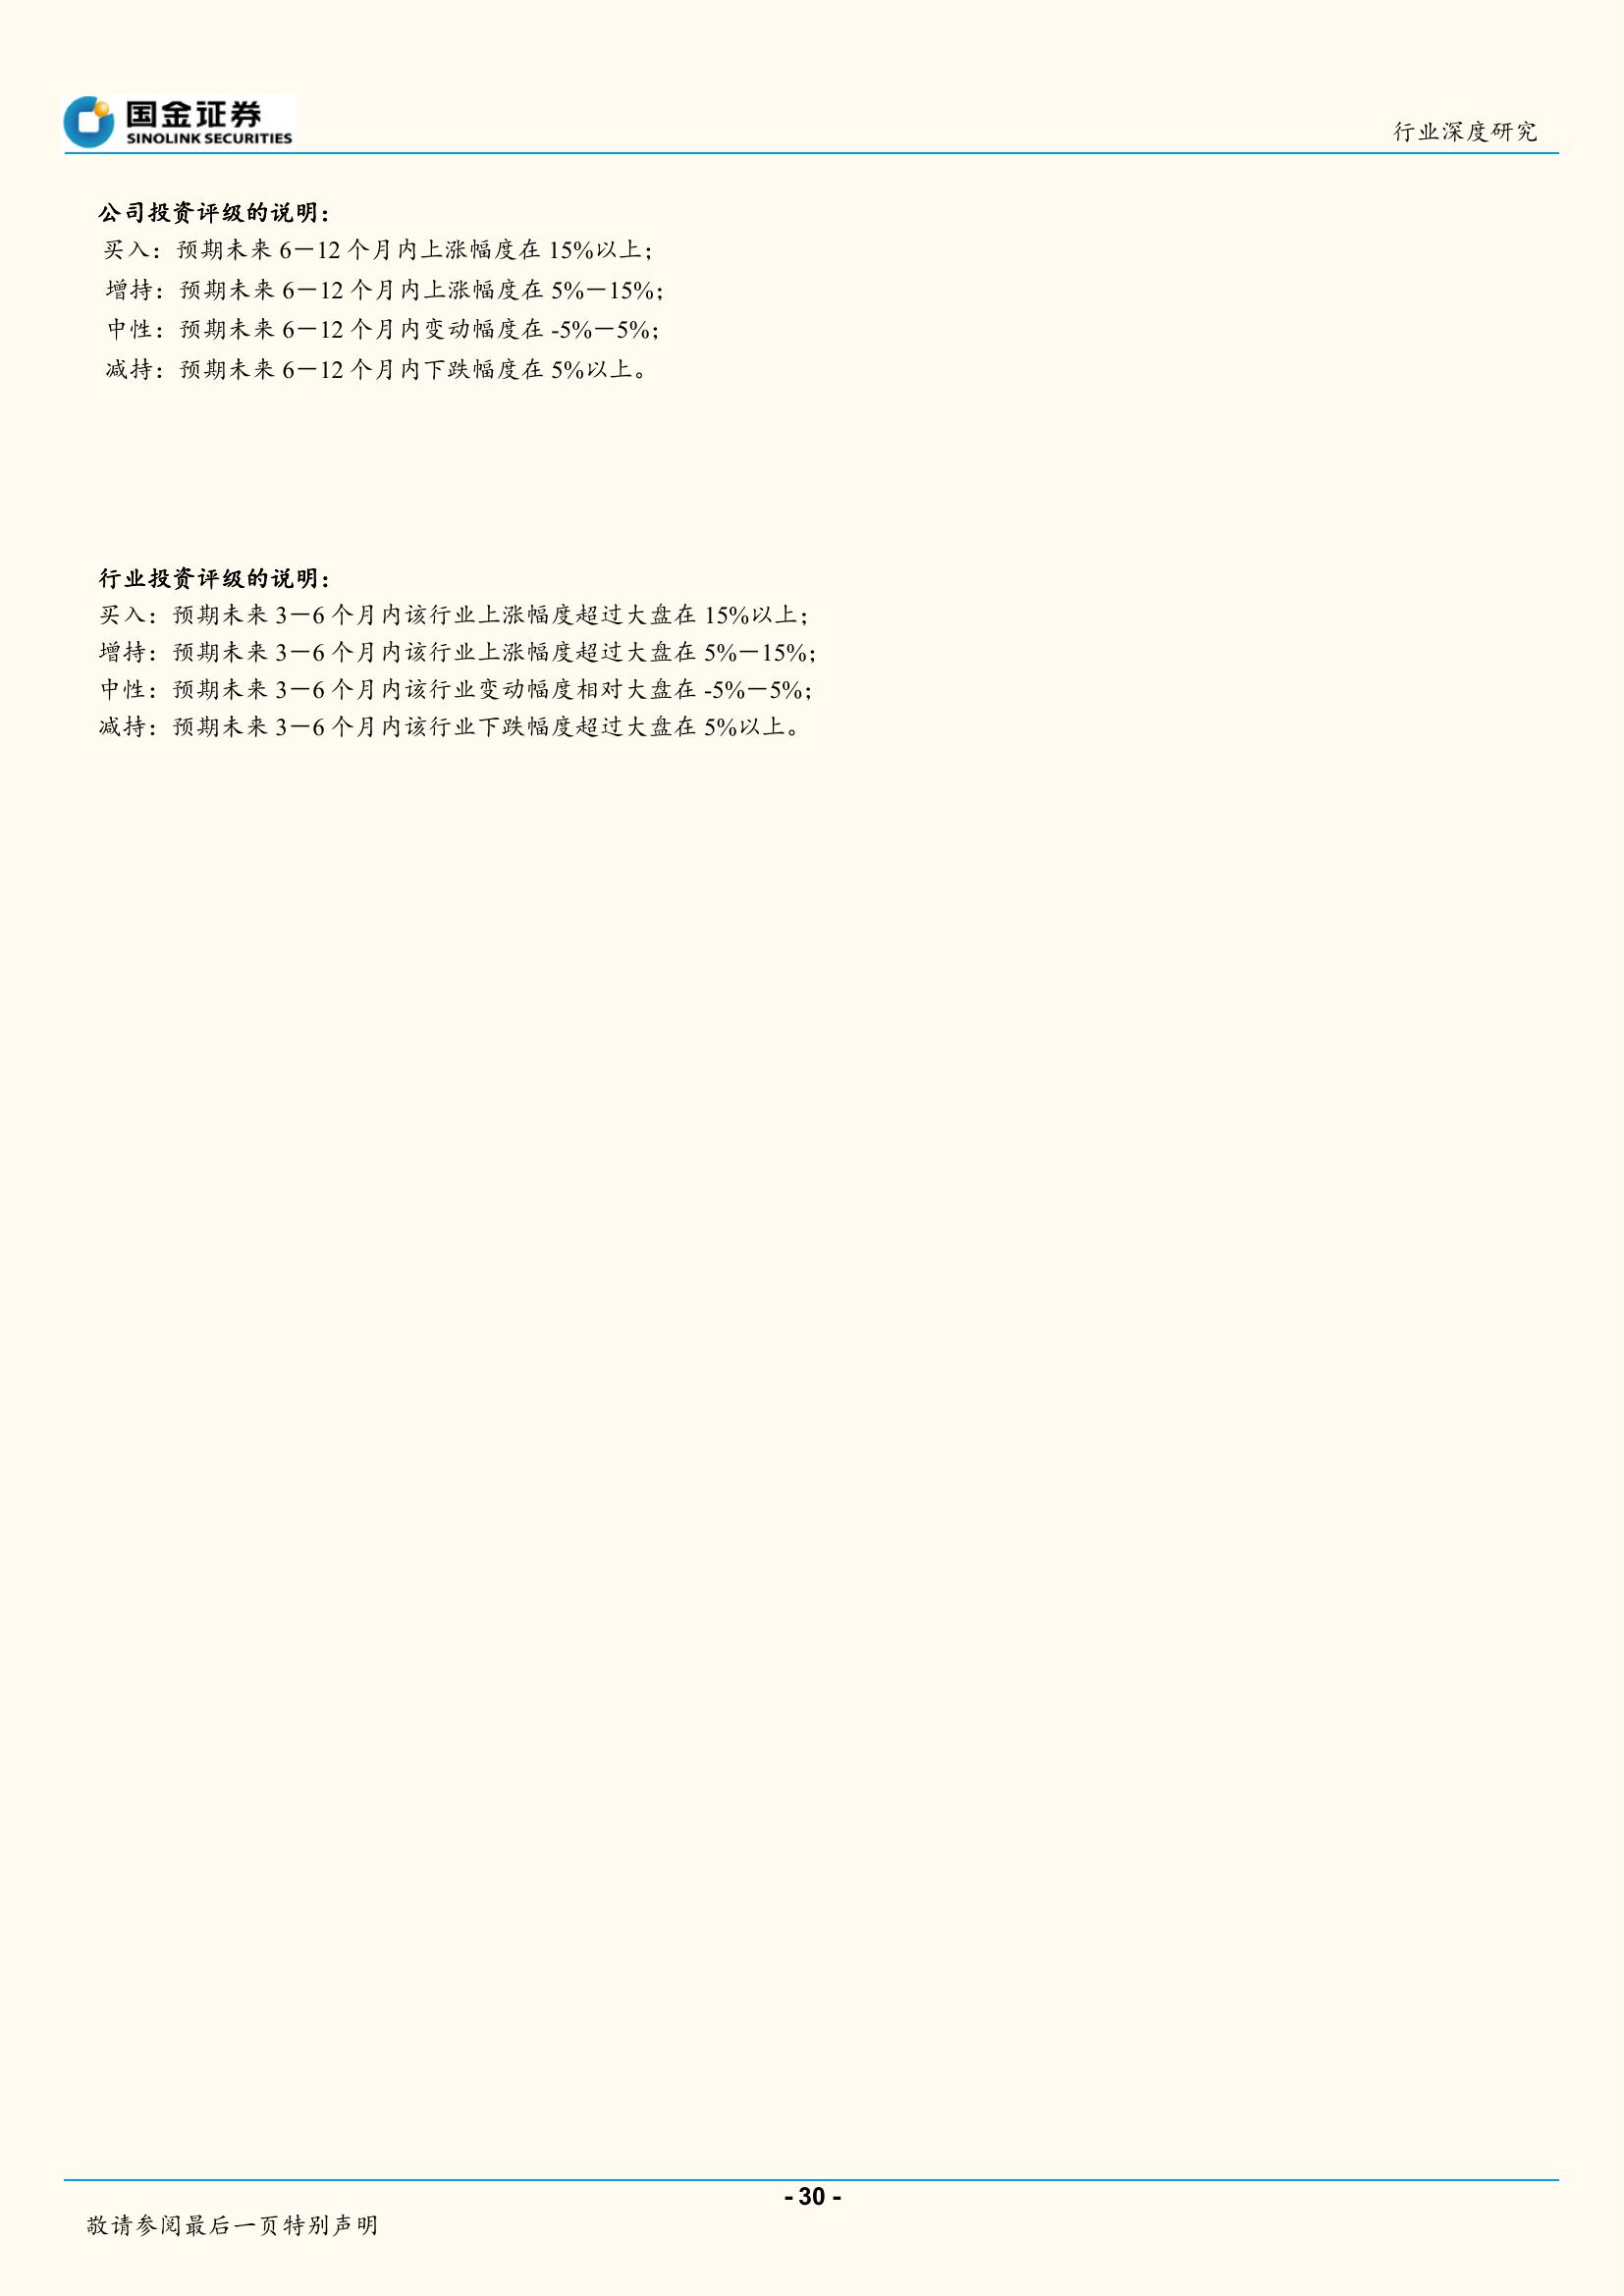 国金证券
SINOLINK SECURITIES
行业深度研究
公司投资评级的说明：
买入：预期未来 6－12 个月内上涨幅度在 15%以上；
增持：预期未来 6－12 个月内上涨幅度在 5%－15%；
中性：预期未来 6－12 个月内变动幅度在 -5%－5%；
减持：预期未来 6－12 个月内下跌幅度在 5%以上。
行业投资评级的说明：
买入：预期未来 3－6 个月内该行业上涨幅度超过大盘在 15%以上；
增持：预期未来 3－6 个月内该行业上涨幅度超过大盘在 5%－15%；
中性：预期未来 3－6 个月内该行业变动幅度相对大盘在 -5%－5%；
减持：预期未来 3－6 个月内该行业下跌幅度超过大盘在 5%以上。
- 30 -
敬请参阅最后一页特别声明